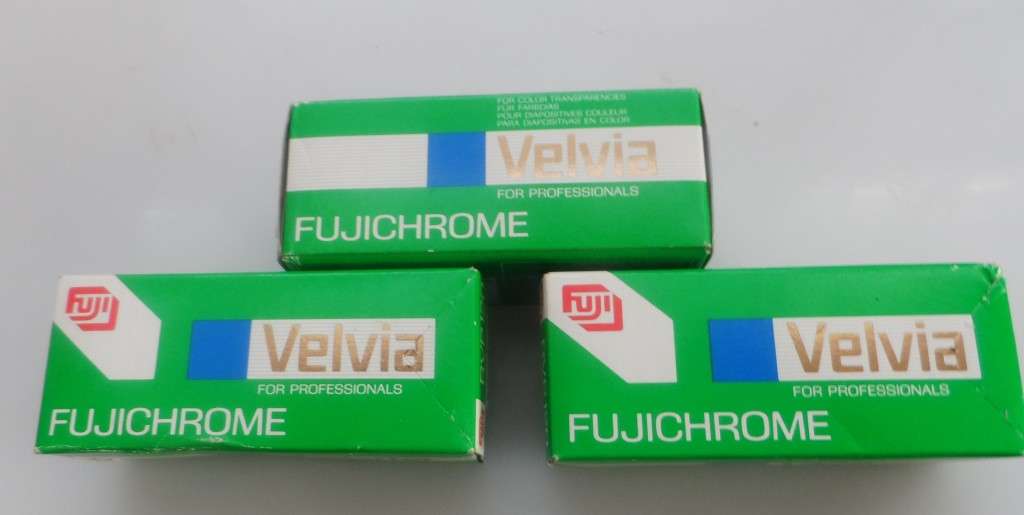 FOR COLOR TRANSPARENCIES
FÜR FARBDIAS
POUR DIAPOSITIVES COULEUR
PARA DIAPOSITIVAS EN COLOR
Velvia
FOR PROFESSIONALS
FUJICHROME
FUJI
Velvia
FOR PROFESSIONALS
FUJICHROME
FUJI
Velvia
FOR PROFESSIONALS
FUJICHROME